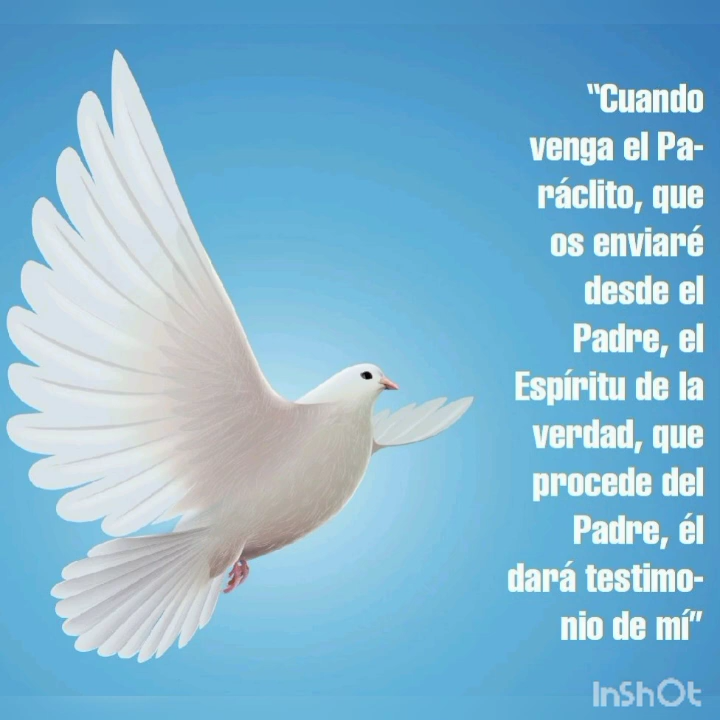 “Cuando
venga el Pa-
ráclito, que
os enviaré
desde el
Padre, el
Espíritu de la
verdad, que
procede del
Padre, él
dará testimo-
nio de mí”
InShOt